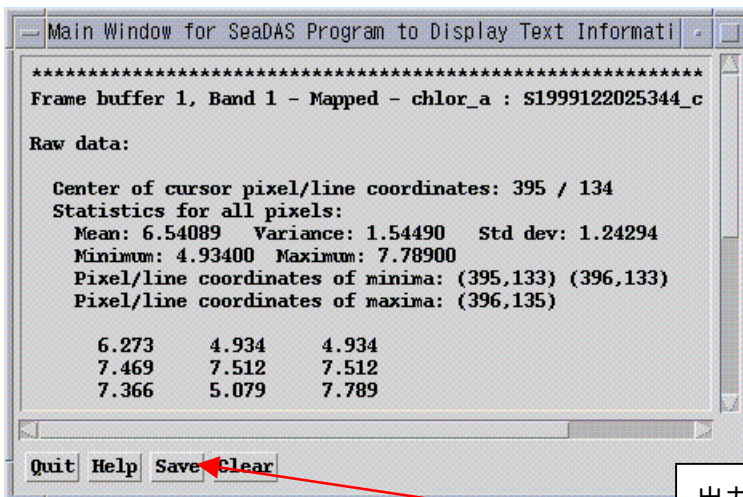 Main Window for SeaDAS Program to Display Text Informati
************************************************************
Frame buffer 1, Band 1 - Mapped - chlor_a : S1999122025344_c
Raw data:
Center of cursor pixel/line coordinates: 395 / 134
Statistics for all pixels:
Mean: 6.54089 Variance: 1.54490 Std dev: 1.24294
Minimum: 4.93400 Maximum: 7.78900
Pixel/line coordinates of minima: (395,133) (396,133)
Pixel/line coordinates of maxima: (396,135)
6.273 4.934 4.934
7.469 7.512 7.512
7.366 5.079 7.789
Quit Help Save Clear